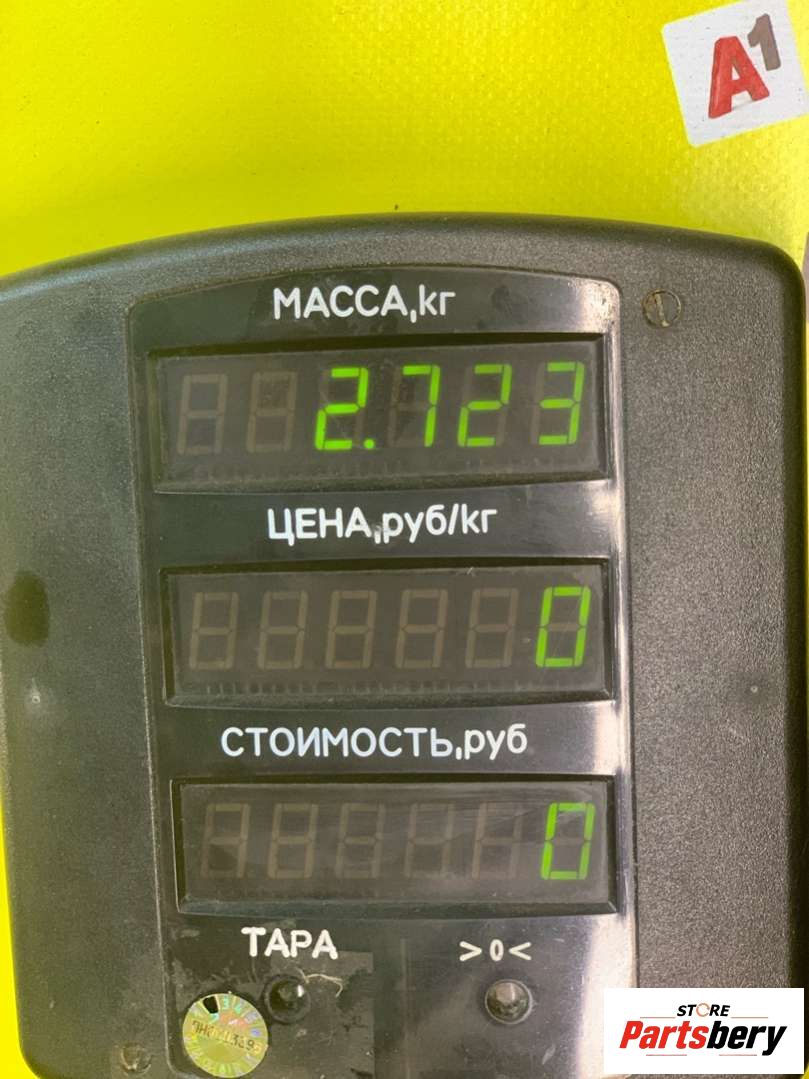 A1
МАССА,кг
2.723
ЦЕНА,руб/кг
0
СТОИМОСТЬ,руб
0
ТАРА >0<
STORE
Partsbery